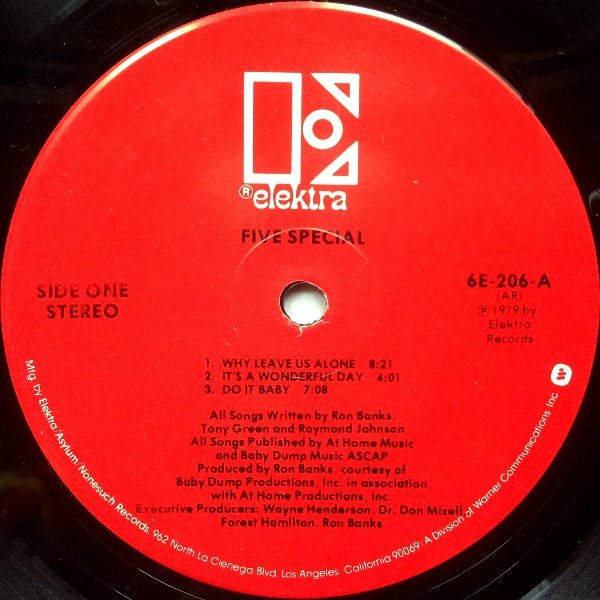 ® elektra
FIVE SPECIAL
SIDE ONE
STEREO
6E-206-A
(AR)
℗ 1979 by
Elektra
Records
1. WHY LEAVE US ALONE 8:21
2. IT'S A WONDERFUL DAY 4:01
3. DO IT BABY 7:08
All Songs Written by Ron Banks,
Tony Green and Raymond Johnson
All Songs Published by At Home Music
and Baby Dump Music ASCAP
Produced by Ron Banks, courtesy of
Baby Dump Productions, Inc. in association
with At Home Productions, Inc.
Executive Producers: Wayne Henderson, Dr. Don Mizell,
Forest Hamilton, Ron Banks
Mfg. by Elektra/Asylum/Nonesuch Records, 962 North La Cienega Blvd. Los Angeles, California 90069. A Division of Warner Communications Inc.